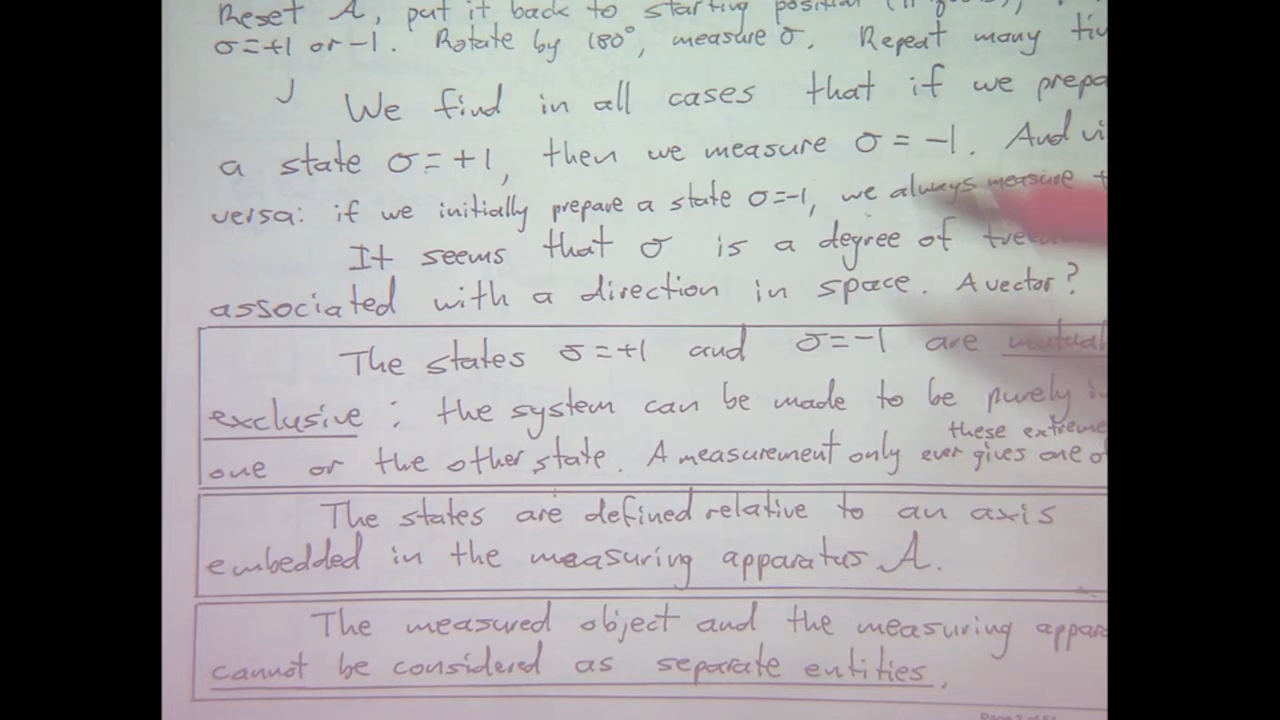 Reset A, put it back to starting position
σ=+1 or -1. Rotate by 180°, measure σ. Repeat many
We find in all cases that if we prepa
a state σ=+1, then we measure σ = -1. And vi
versa: if we initially prepare a state σ=-1, we always measure
It seems that σ is a degree of
associated with a direction in space. A vector?
The states σ=+1 and σ=-1 are mutual
exclusive : the system can be made to be purely
these extreme
one or the other state. A measurement only ever gives one o
The states are defined relative to an axis
embedded in the measuring apparatus A.
The measured object and the measuring appar
cannot be considered as separate entities.